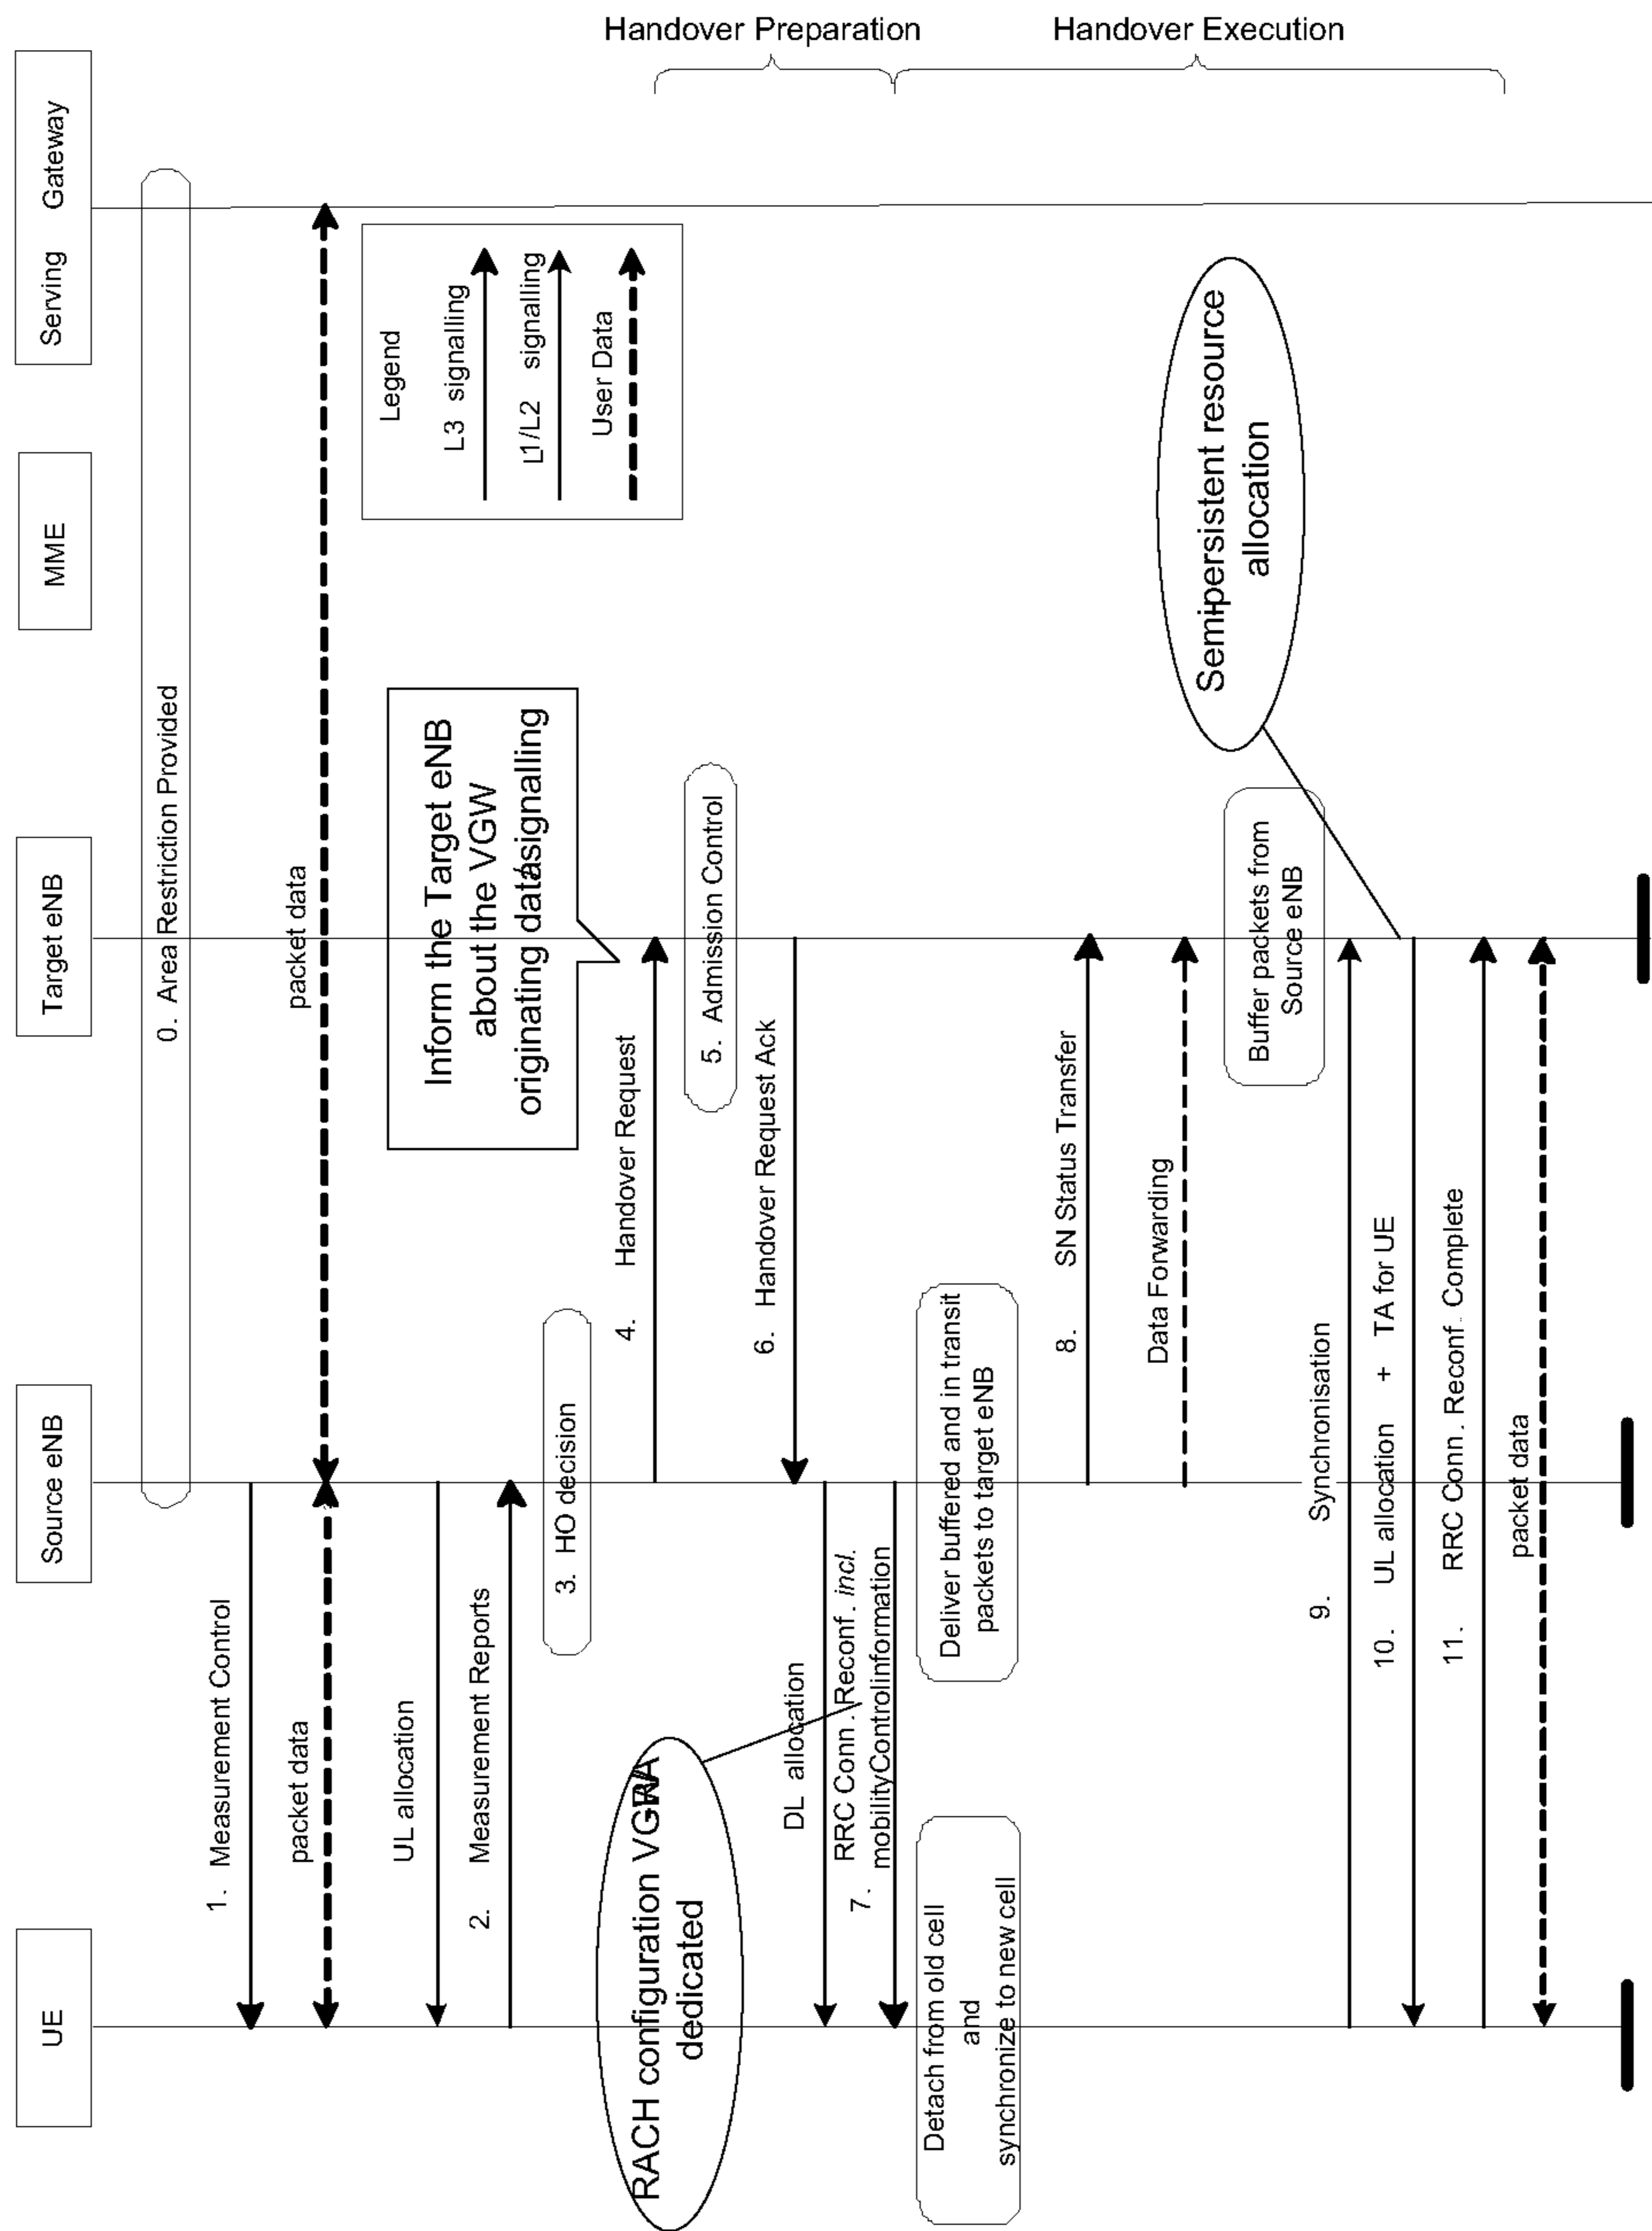 UE
Source eNB
Target eNB
MME
Serving Gateway
0. Area Restriction Provided
1. Measurement Control
packet data
packet data
UL allocation
2. Measurement Reports
Legend
L3 signalling
L1/L2 signalling
User Data
3. HO decision
Inform the Target eNB
about the VGW
originating data/signalling
4. Handover Request
Handover Preparation
5. Admission Control
RACH configuration
dedicated
6. Handover Request Ack
DL allocation
7. RRC Conn. Reconf. incl.
mobilityControlinformation
Handover Execution
Detach from old cell
and
synchronize to new cell
Deliver buffered and in transit
packets to target eNB
8. SN Status Transfer
Data Forwarding
Buffer packets from
Source eNB
Semipersistent resource
allocation
9. Synchronisation
10. UL allocation + TA for UE
11. RRC Conn. Reconf. Complete
packet data